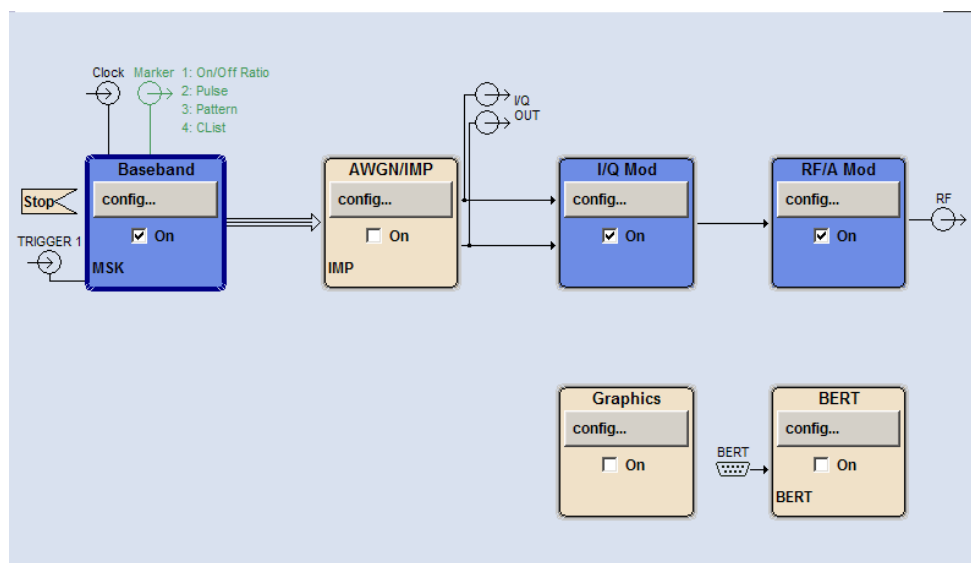 Clock
Marker 1: On/Off Ratio
2: Pulse
3: Pattern
4: CList
I/Q
OUT
Baseband
config...
On
MSK
Stop
TRIGGER 1
AWGN/IMP
config...
On
IMP
I/Q Mod
config...
On
RF/A Mod
config...
On
RF
Graphics
config...
On
BERT
BERT
config...
On
BERT